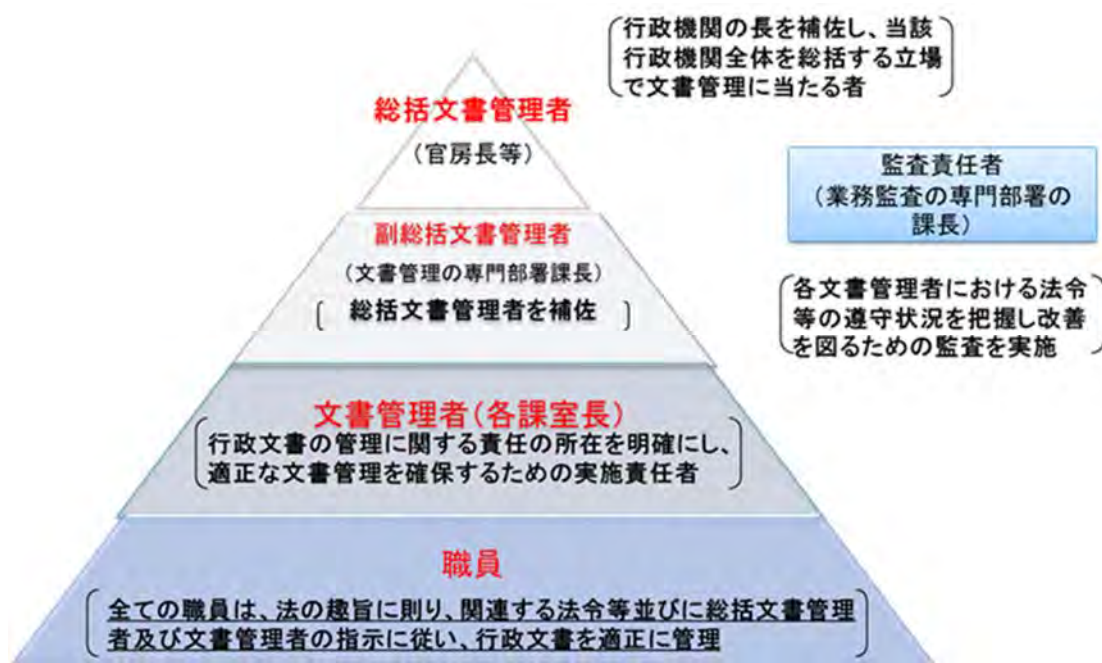 行政機関の長を補佐し、当該
行政機関全体を総括する立場
で文書管理に当たる者
総括文書管理者
（官房長等）
監査責任者
（業務監査の専門部署の
課長）
副総括文書管理者
（文書管理の専門部署課長）
総括文書管理者を補佐
各文書管理者における法令
等の遵守状況を把握し改善
を図るための監査を実施
文書管理者（各課室長）
行政文書の管理に関する責任の所在を明確にし、
適正な文書管理を確保するための実施責任者
職員
全ての職員は、法の趣旨に則り、関連する法令等並びに総括文書管理
者及び文書管理者の指示に従い、行政文書を適正に管理